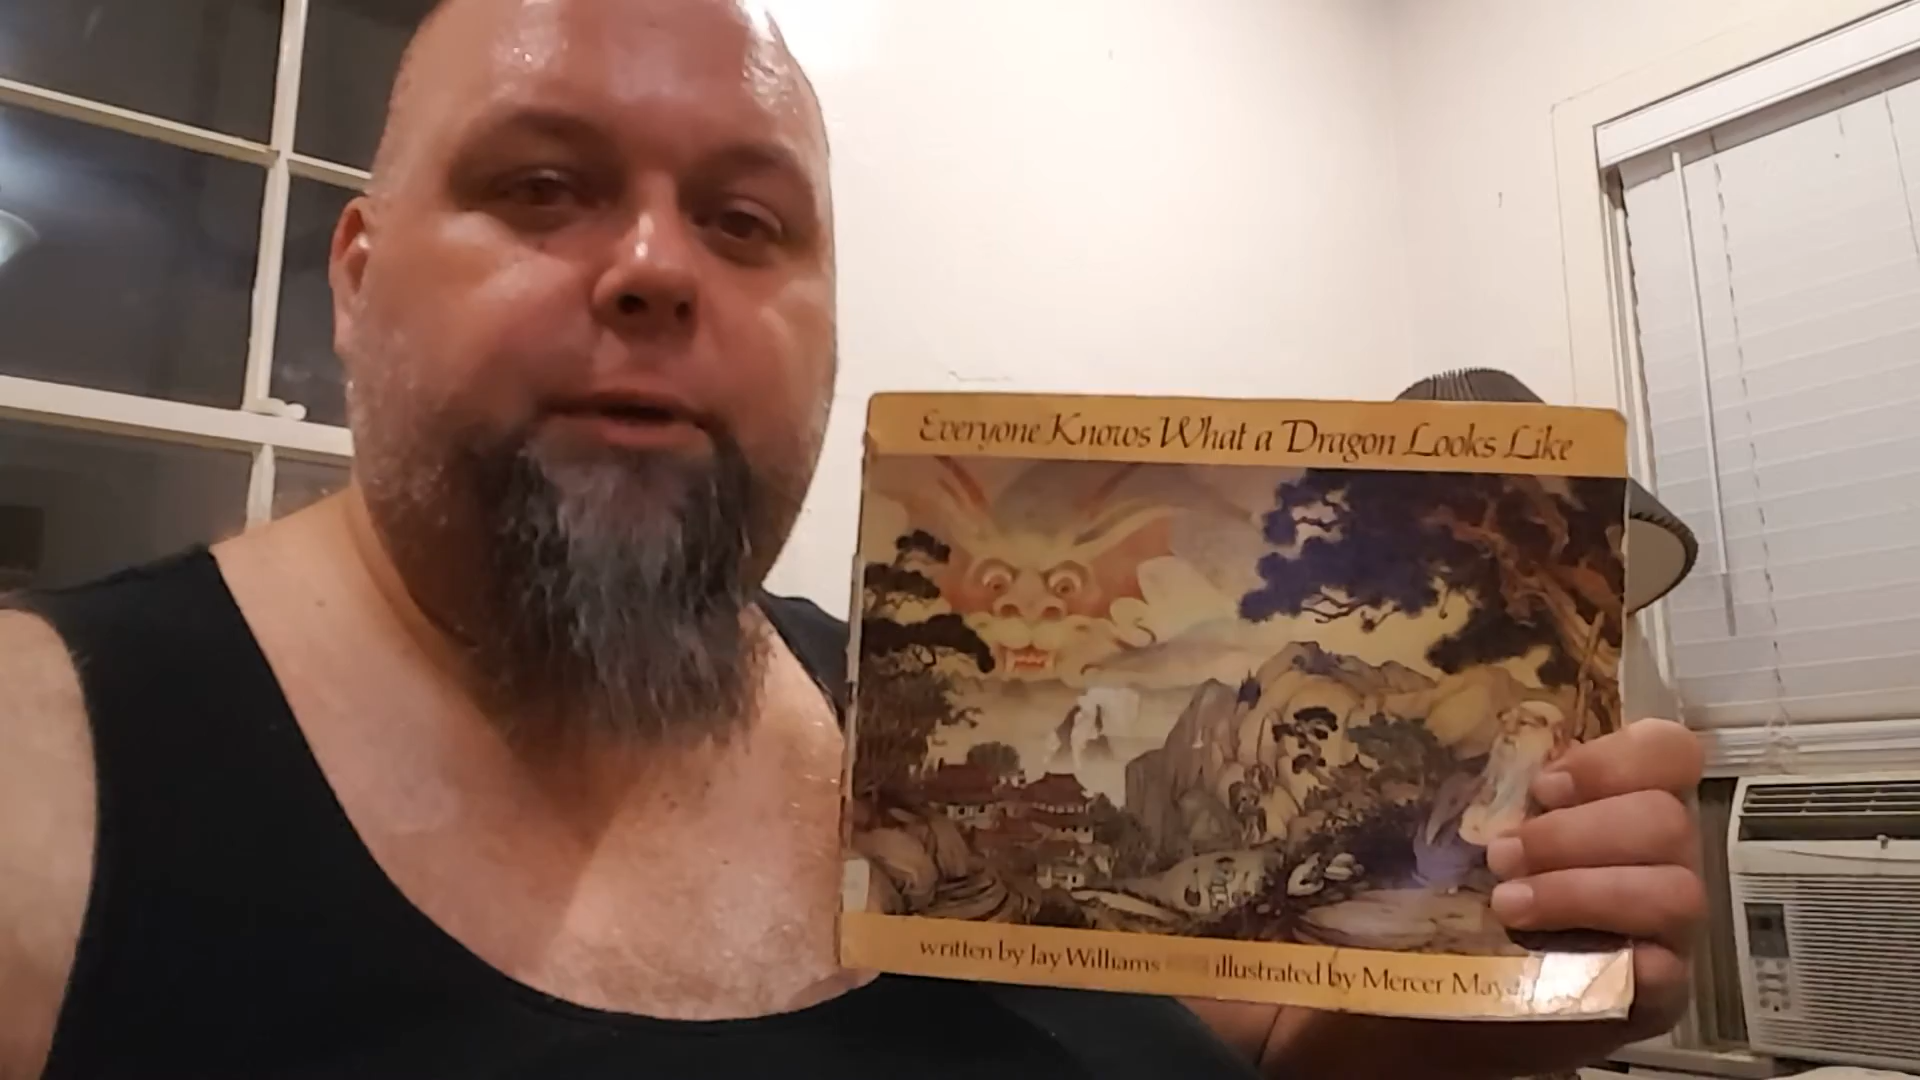 Everyone Knows What a Dragon Looks Like
written by Jay Williams illustrated by Mercer